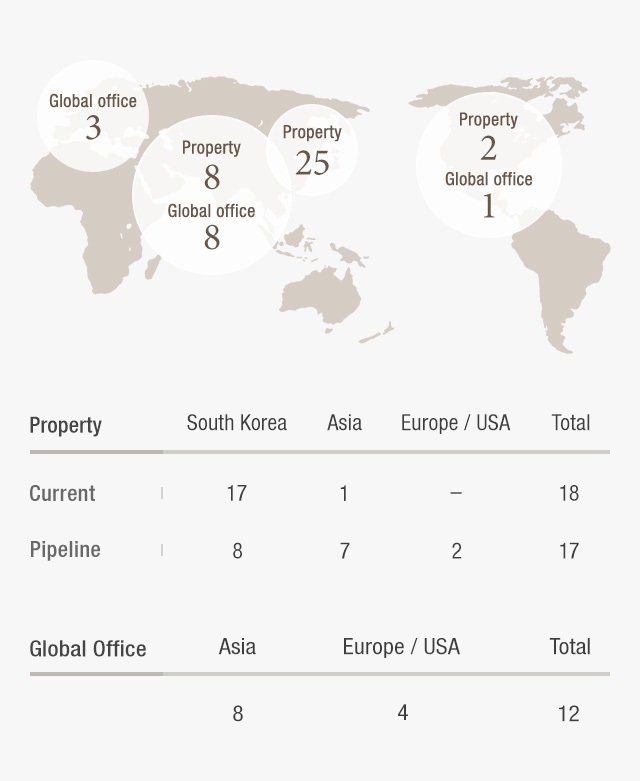 Global office
3
Property
8
Global office
8
Property
25
Property
2
Global office
1
Property South Korea Asia Europe / USA Total
Current 17 1 – 18
Pipeline 8 7 2 17
Global Office Asia Europe / USA Total
8 4 12